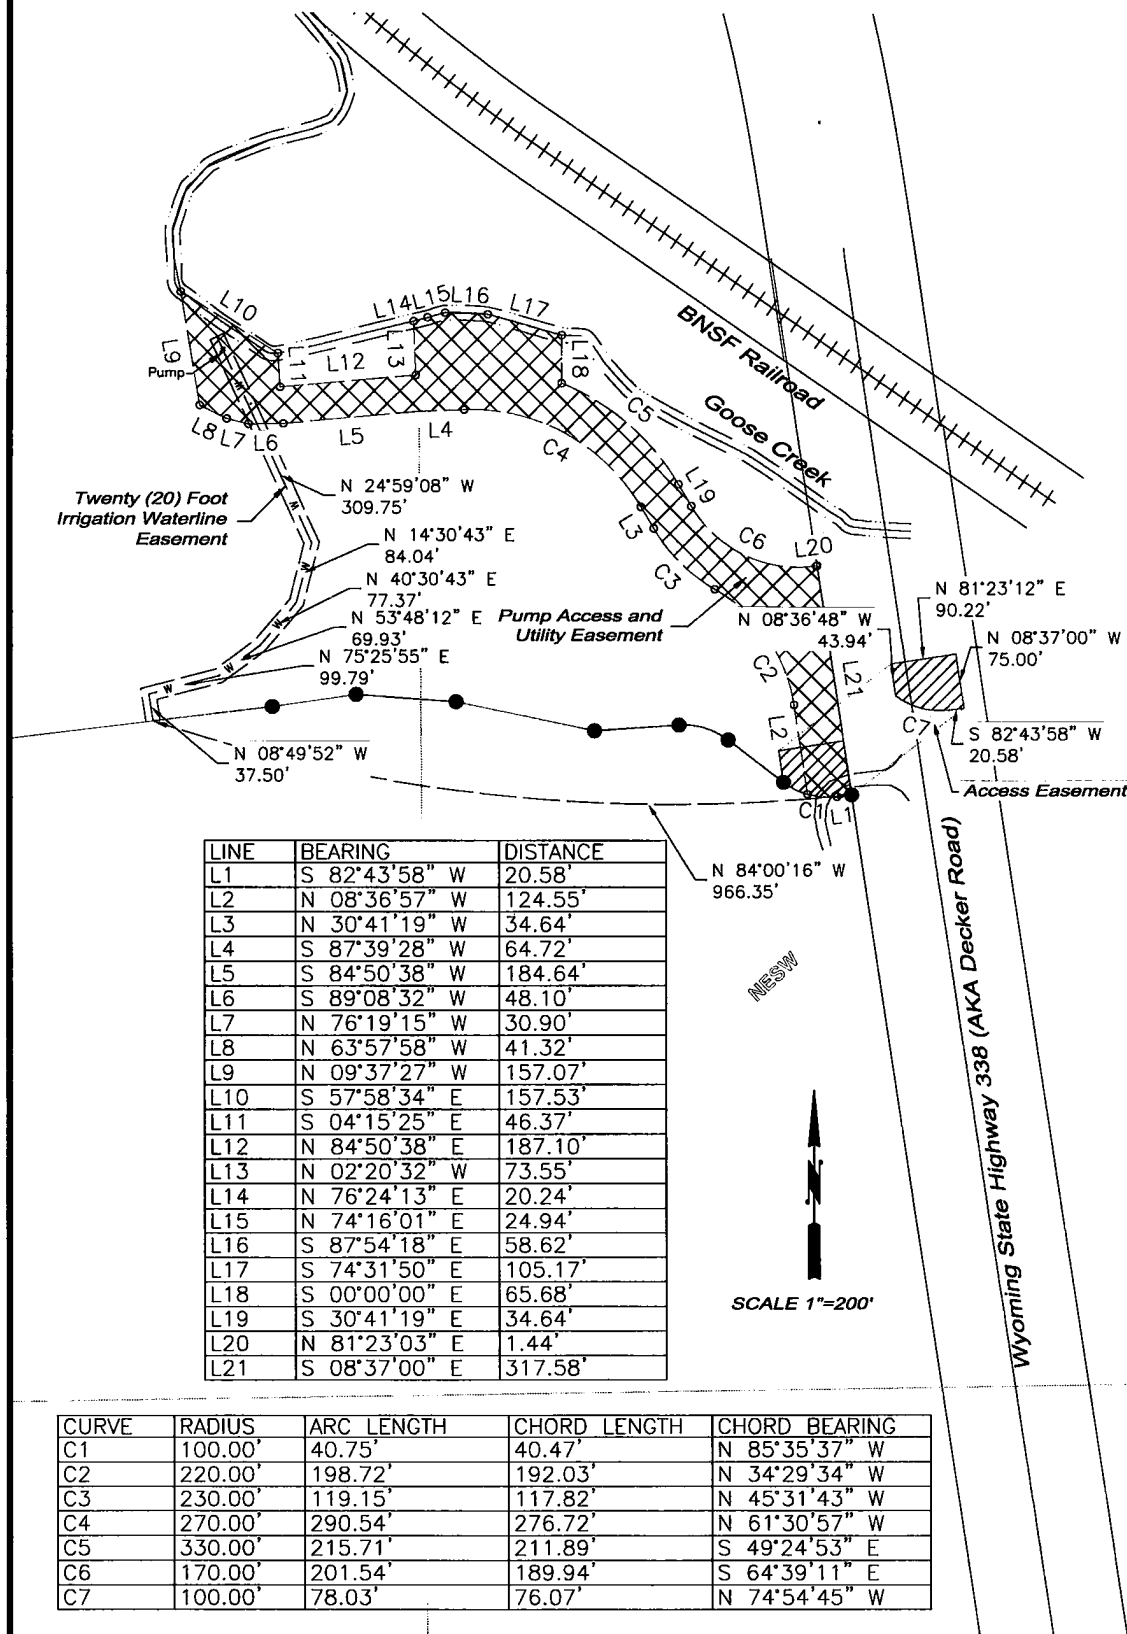 L10
L14
L15
L16
L17
L9
Pump
L11
L12
L13
L18
BNSF Railroad
C5
Goose Creek
L8
L7
L6
L5
L4
C4
L19
Twenty (20) Foot
Irrigation Waterline
Easement
N 24°59'08" W
309.75'
W
W
N 14°30'43" E
84.04'
W
L3
C6
L20
N 40°30'43" E
77.37'
C3
N 81°23'12" E
90.22'
W
N 53°48'12" E
69.93'
Pump Access and
Utility Easement
N 08°36'48" W
43.94'
N 08°37'00" W
75.00'
W
N 75°25'55" E
99.79'
W
C2
L21
L2
C7
S 82°43'58" W
20.58'
N 08°49'52" W
37.50'
Access Easement
C1
L1
N 84°00'16" W
966.35'
NESW
Wyoming State Highway 338 (AKA Decker Road)
N
SCALE 1"=200'
LINE BEARING DISTANCE
L1 S 82°43'58" W 20.58'
L2 N 08°36'57" W 124.55'
L3 N 30°41'19" W 34.64'
L4 S 87°39'28" W 64.72'
L5 S 84°50'38" W 184.64'
L6 S 89°08'32" W 48.10'
L7 N 76°19'15" W 30.90'
L8 N 63°57'58" W 41.32'
L9 N 09°37'27" W 157.07'
L10 S 57°58'34" E 157.53'
L11 S 04°15'25" E 46.37'
L12 N 84°50'38" E 187.10'
L13 N 02°20'32" W 73.55'
L14 N 76°24'13" E 20.24'
L15 N 74°16'01" E 24.94'
L16 S 87°54'18" E 58.62'
L17 S 74°31'50" E 105.17'
L18 S 00°00'00" E 65.68'
L19 S 30°41'19" E 34.64'
L20 N 81°23'03" E 1.44'
L21 S 08°37'00" E 317.58'
CURVE RADIUS ARC LENGTH CHORD LENGTH CHORD BEARING
C1 100.00' 40.75' 40.47' N 85°35'37" W
C2 220.00' 198.72' 192.03' N 34°29'34" W
C3 230.00' 119.15' 117.82' N 45°31'43" W
C4 270.00' 290.54' 276.72' N 61°30'57" W
C5 330.00' 215.71' 211.89' S 49°24'53" E
C6 170.00' 201.54' 189.94' S 64°39'11" E
C7 100.00' 78.03' 76.07' N 74°54'45" W